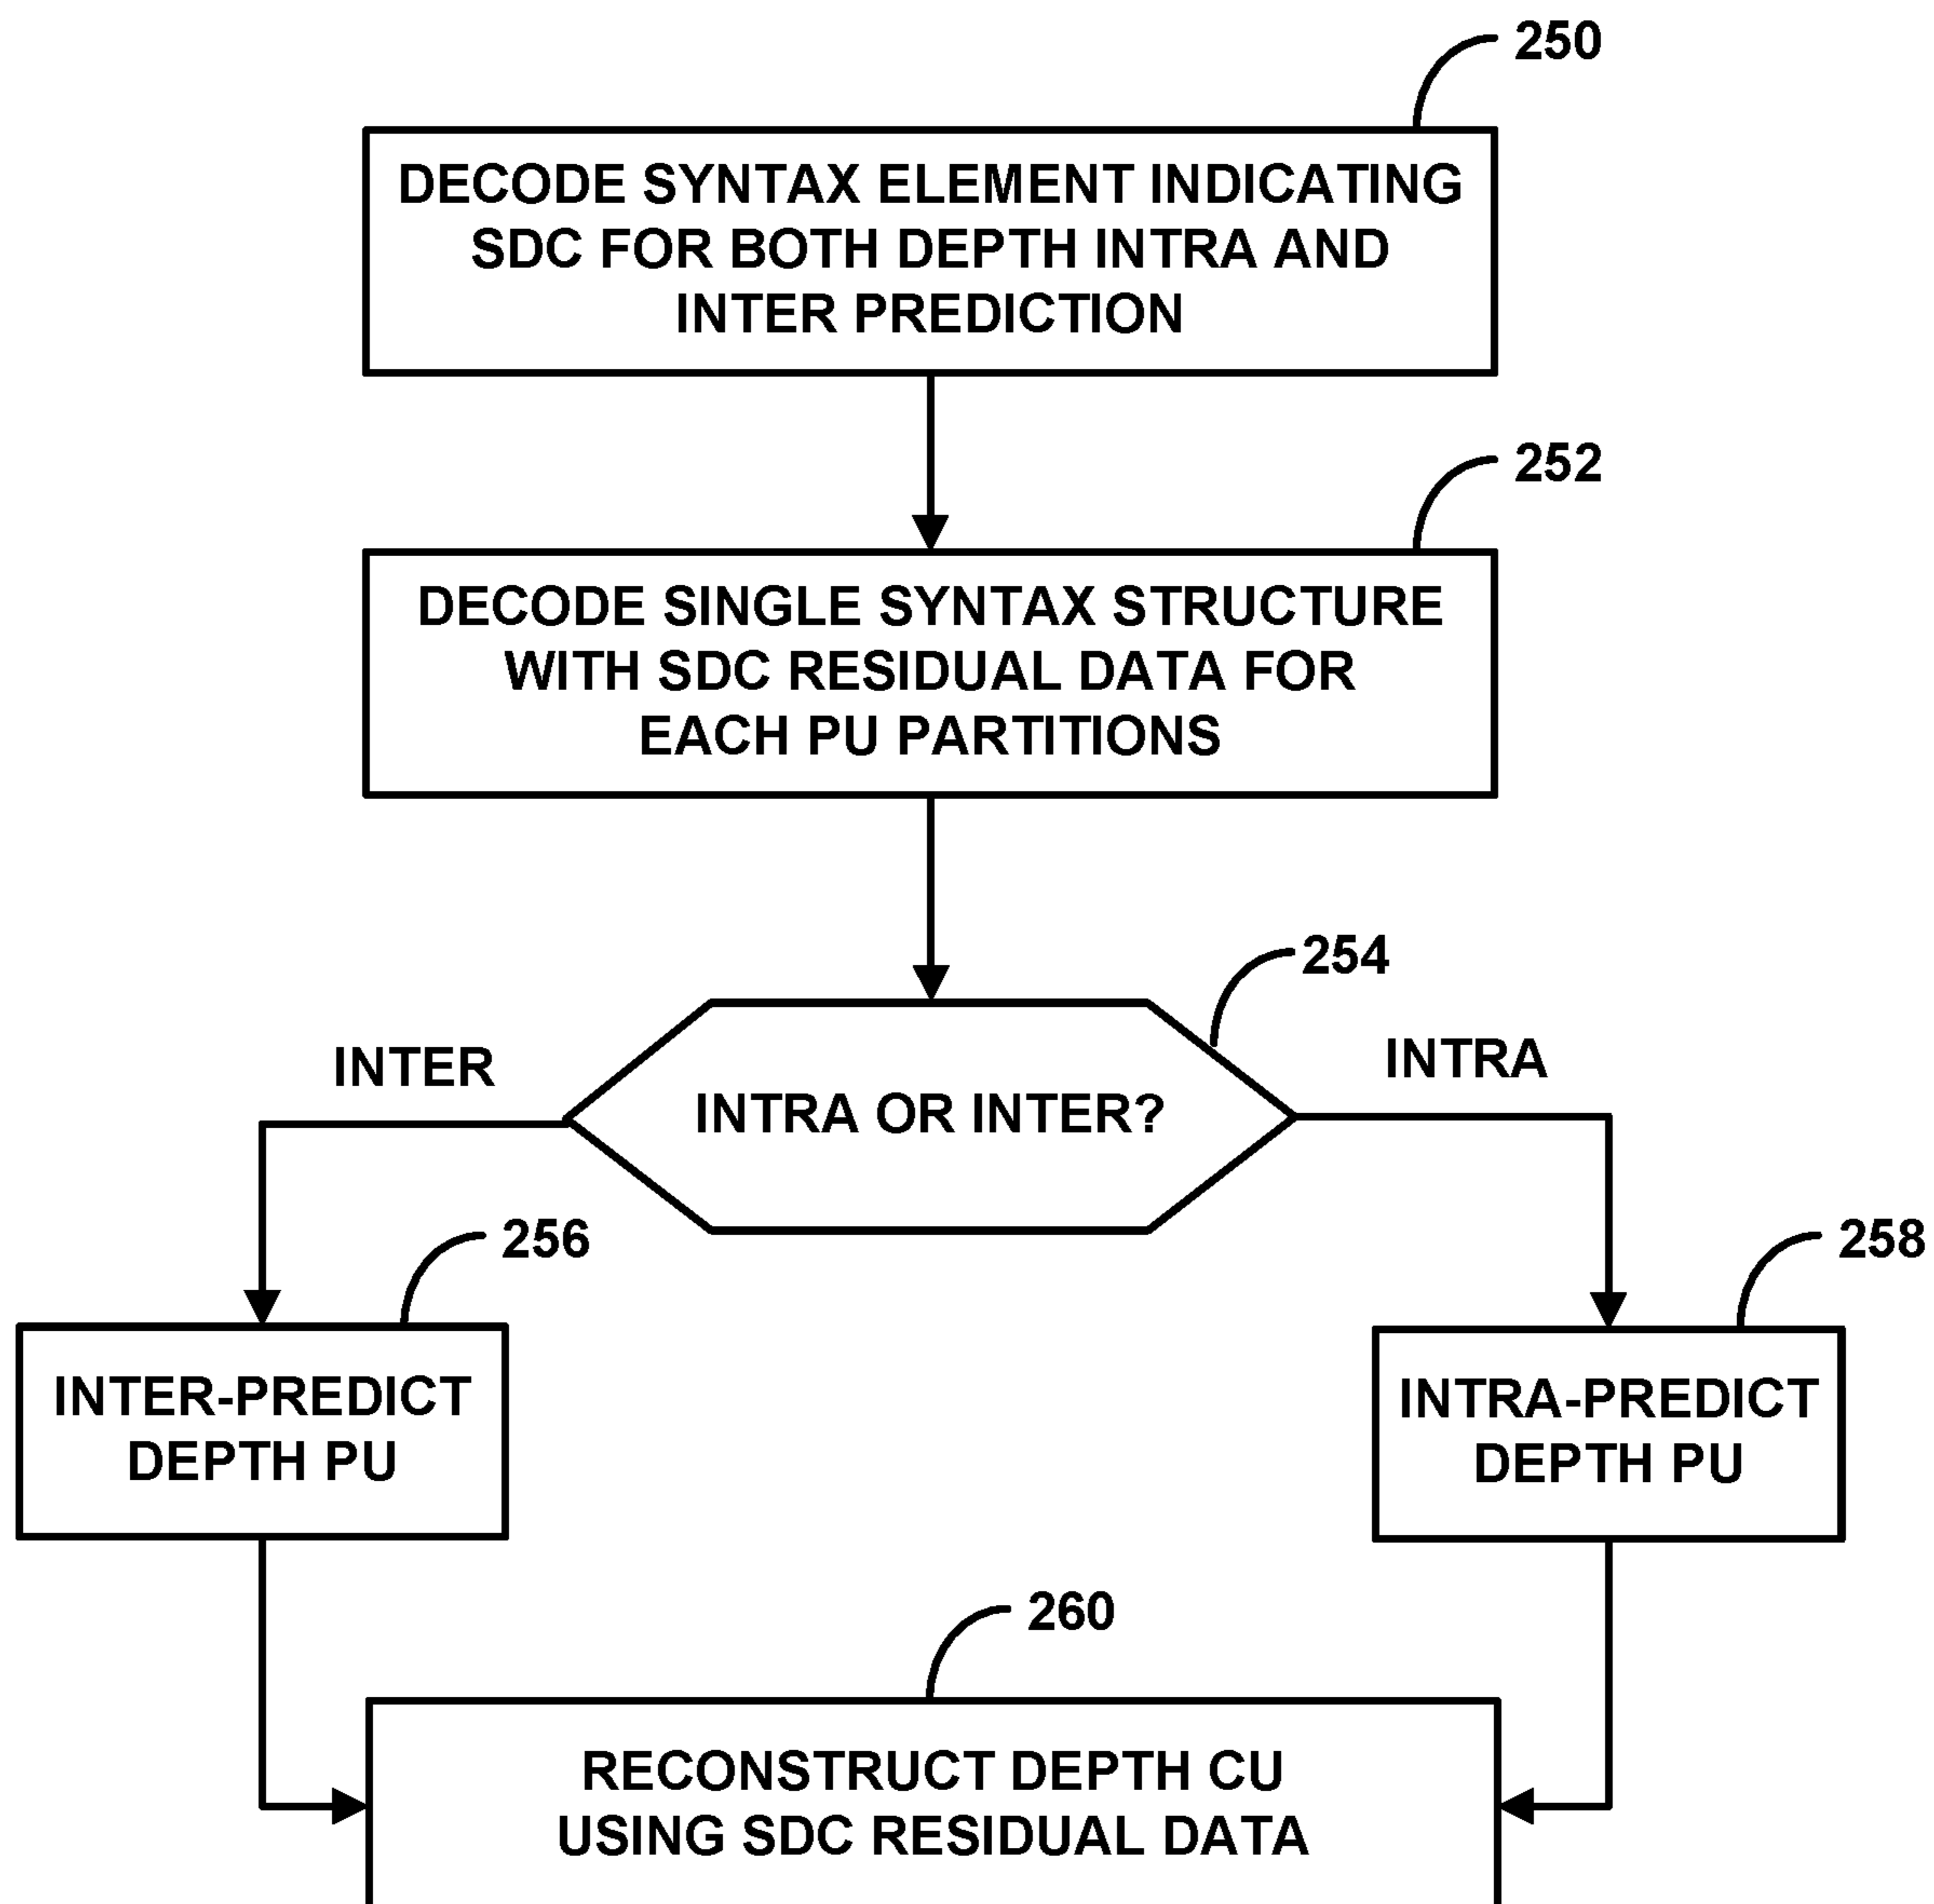 250
DECODE SYNTAX ELEMENT INDICATING
SDC FOR BOTH DEPTH INTRA AND
INTER PREDICTION
252
DECODE SINGLE SYNTAX STRUCTURE
WITH SDC RESIDUAL DATA FOR
EACH PU PARTITIONS
254
INTER
INTRA
INTRA OR INTER?
256
258
INTER-PREDICT
DEPTH PU
INTRA-PREDICT
DEPTH PU
260
RECONSTRUCT DEPTH CU
USING SDC RESIDUAL DATA